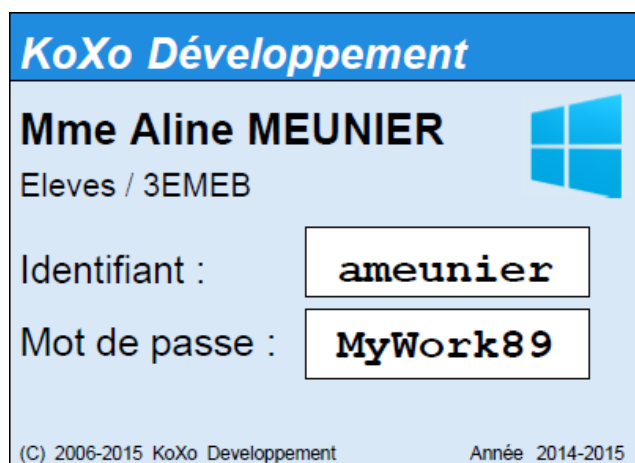 KoXo Développement
Mme Aline MEUNIER
Eleves / 3EMEB
Identifiant : ameunier
Mot de passe : MyWork89
(C) 2006-2015 KoXo Developpement Année 2014-2015